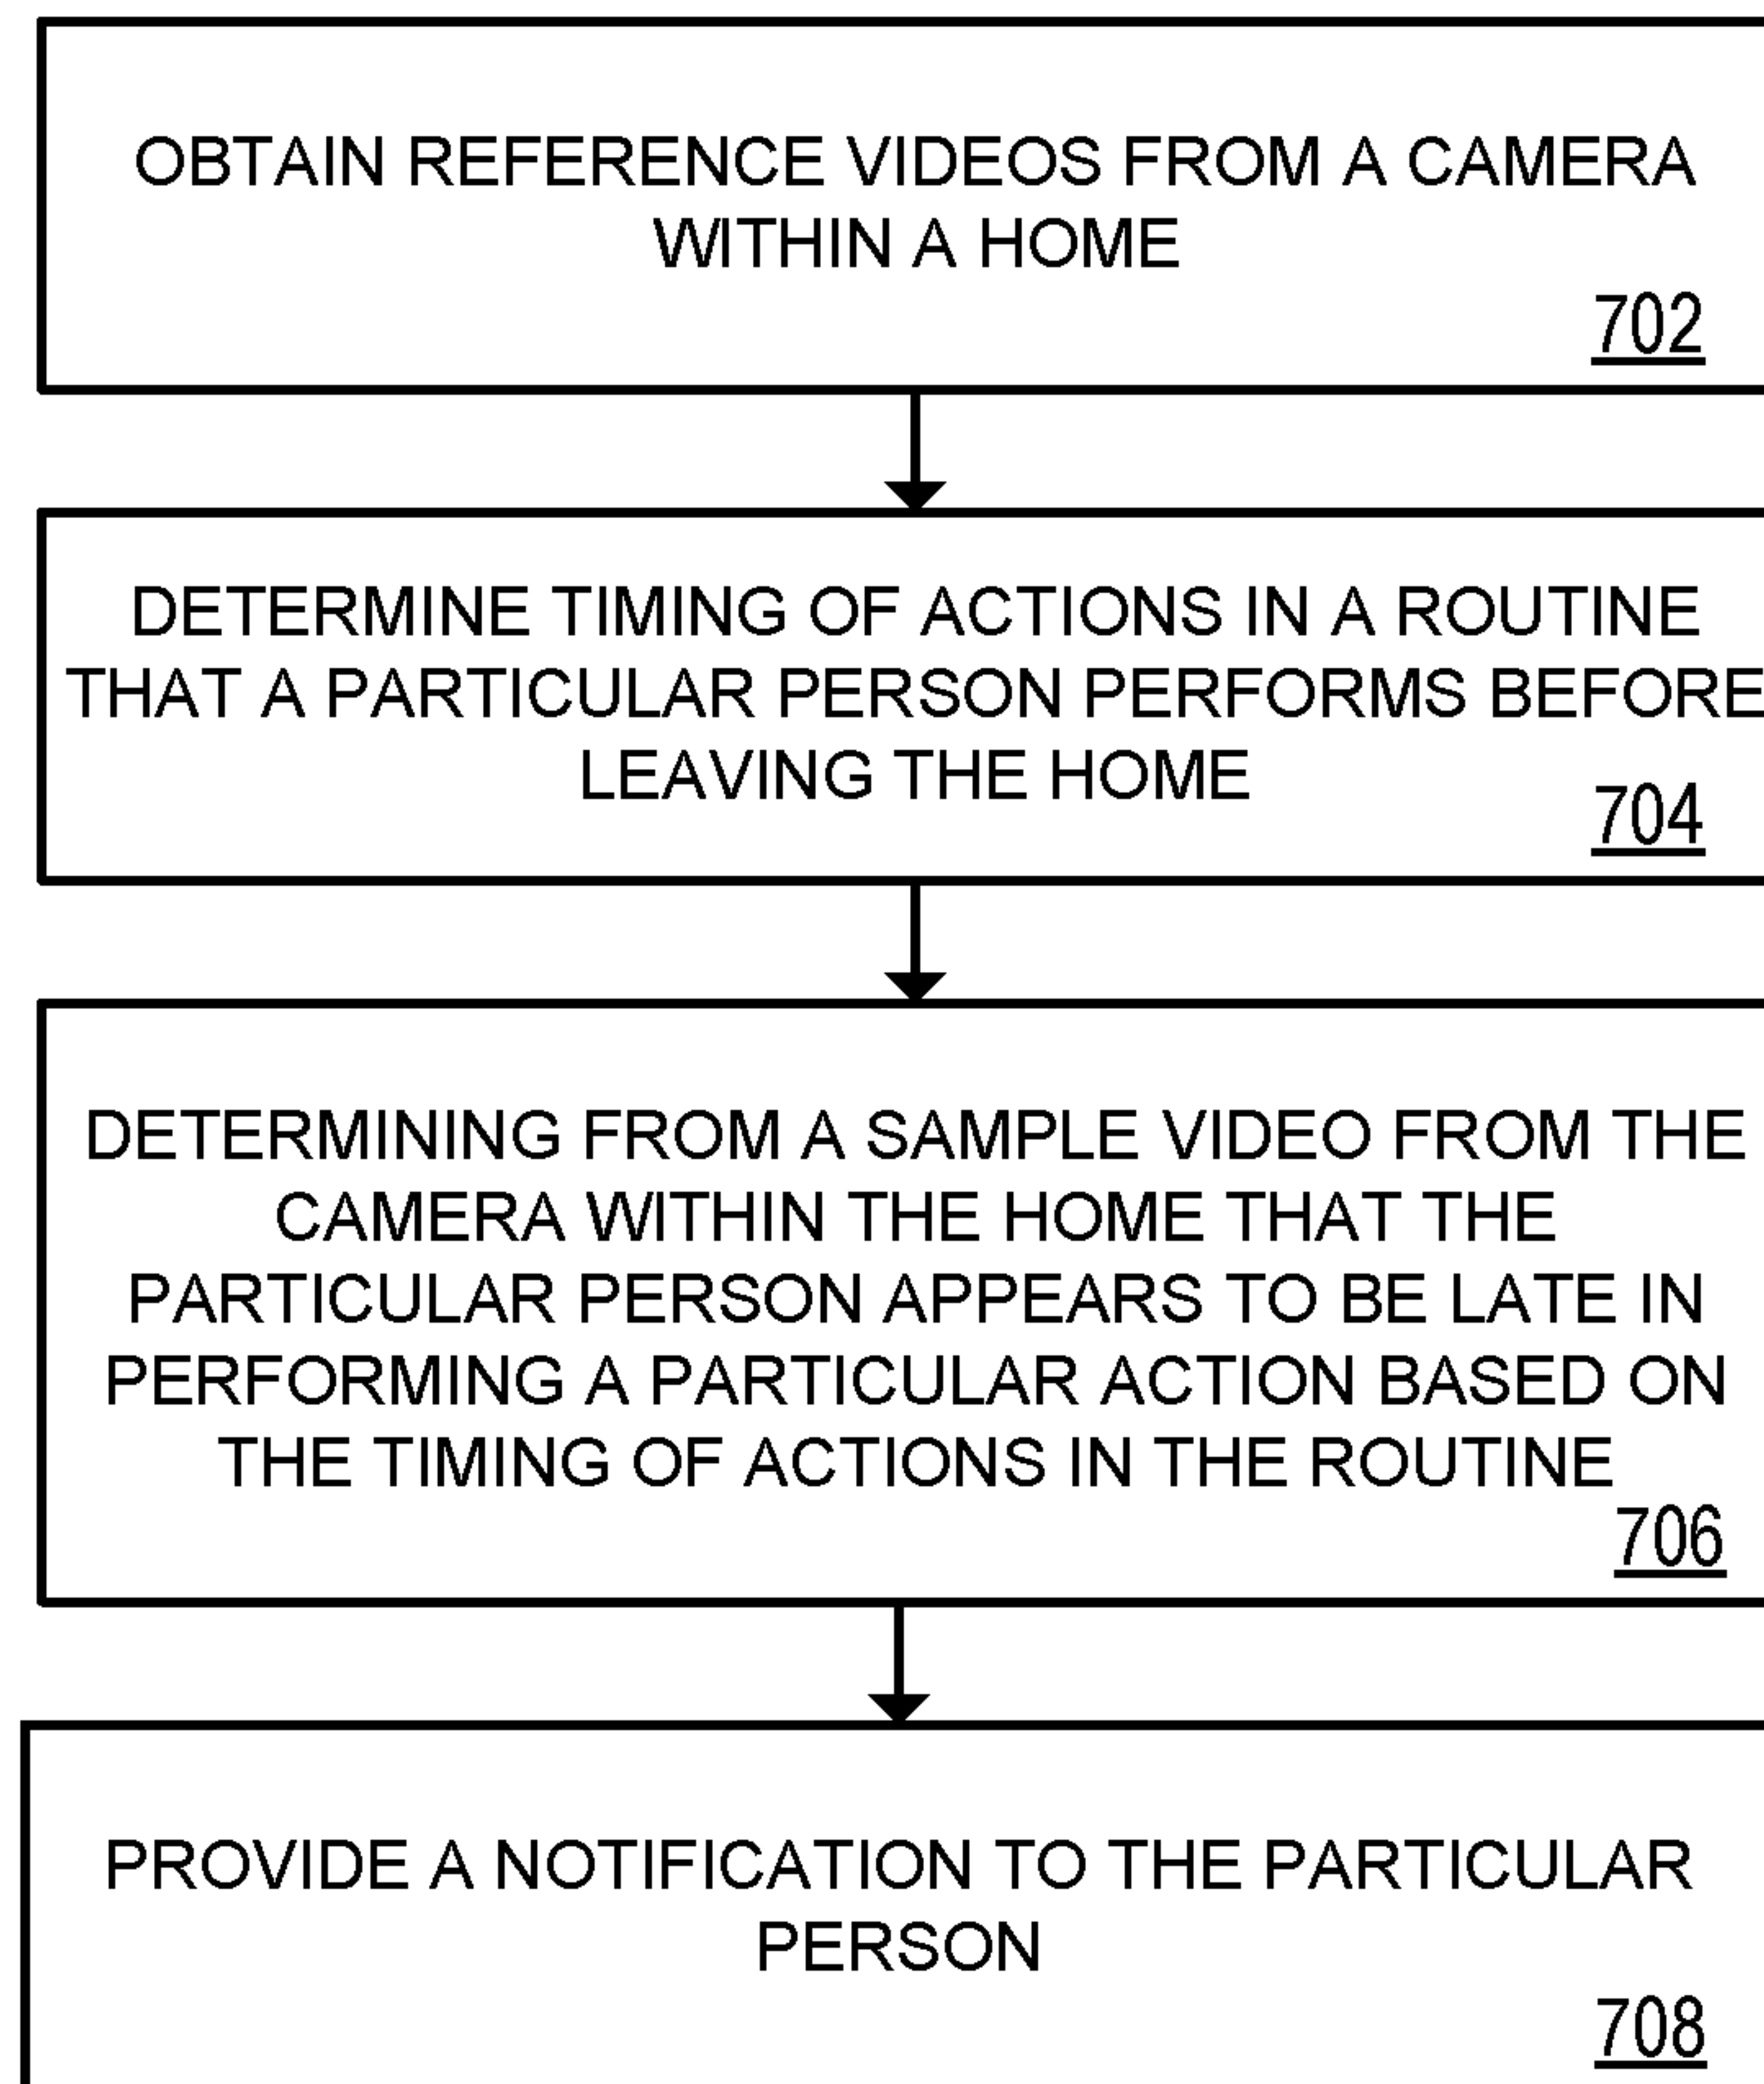 OBTAIN REFERENCE VIDEOS FROM A CAMERA
WITHIN A HOME
702
DETERMINE TIMING OF ACTIONS IN A ROUTINE
THAT A PARTICULAR PERSON PERFORMS BEFORE
LEAVING THE HOME
704
DETERMINING FROM A SAMPLE VIDEO FROM THE
CAMERA WITHIN THE HOME THAT THE
PARTICULAR PERSON APPEARS TO BE LATE IN
PERFORMING A PARTICULAR ACTION BASED ON
THE TIMING OF ACTIONS IN THE ROUTINE
706
PROVIDE A NOTIFICATION TO THE PARTICULAR
PERSON
708